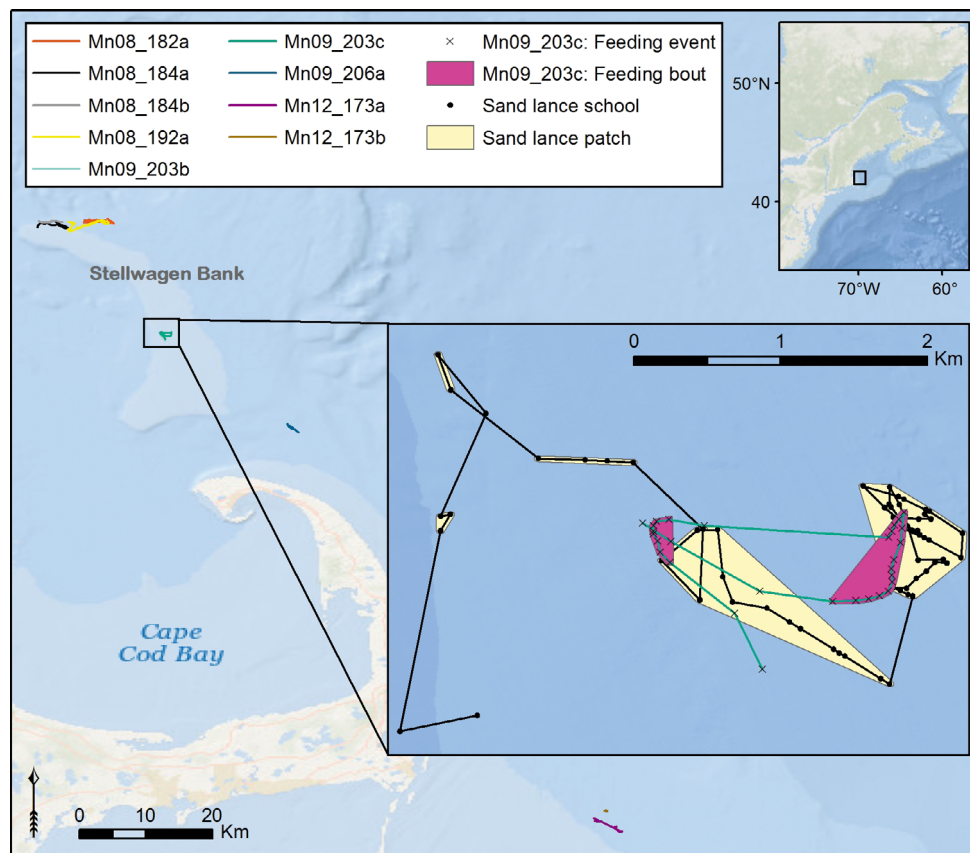 Mn08_182a
Mn08_184a
Mn08_184b
Mn08_192a
Mn09_203b
Mn09_203c
Mn09_206a
Mn12_173a
Mn12_173b
Mn09_203c: Feeding event
Mn09_203c: Feeding bout
Sand lance school
Sand lance patch
50°N
40
70°W 60°
Stellwagen Bank
0 1 2
Km
Cape
Cod Bay
0 10 20
Km